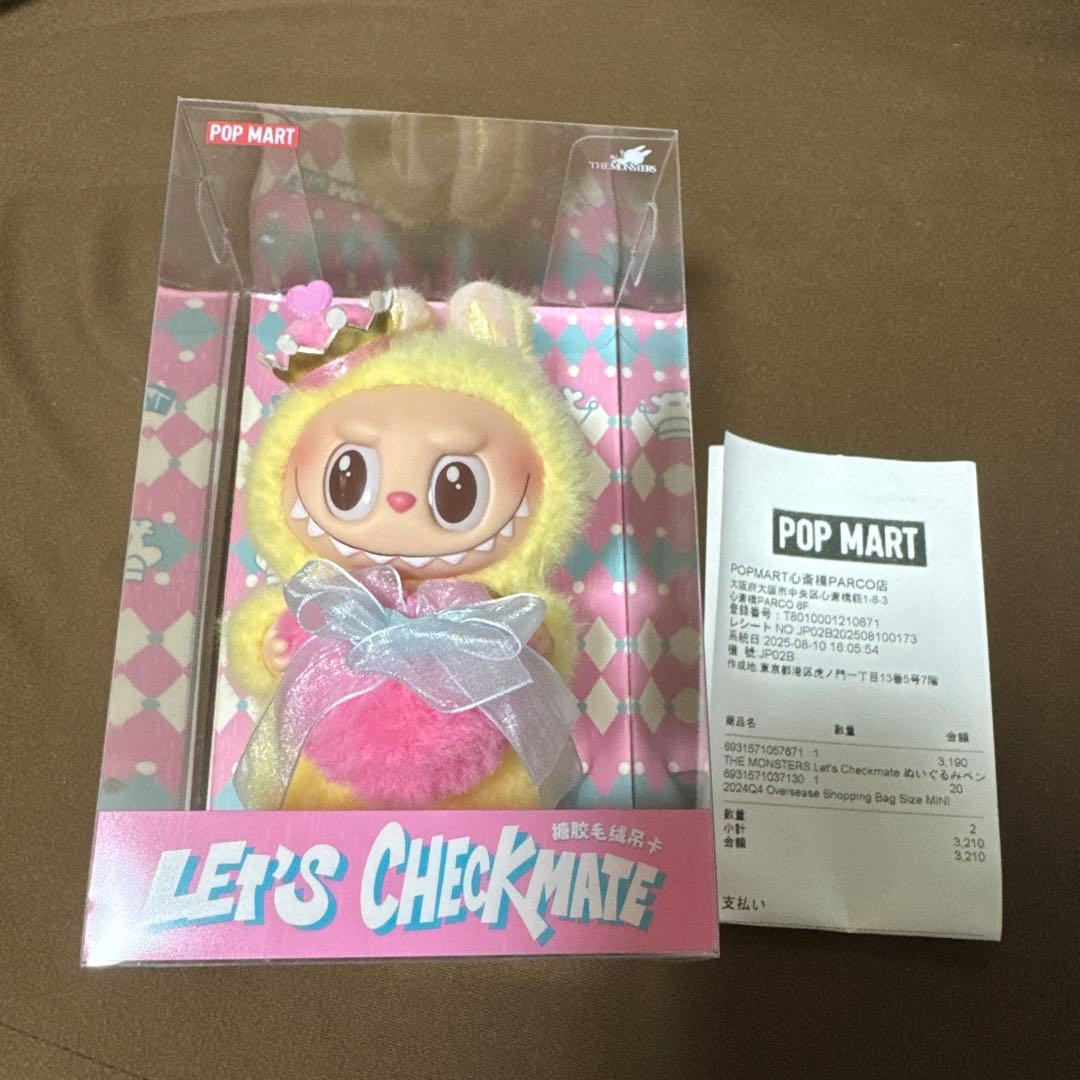 POP MART
THE MONSTERS
搪胶毛绒吊卡
LET'S CHECKMATE
POP MART
POPMART心斎橋PARCO店
大阪府大阪市中央区心斎橋筋1-8-3
心斎橋PARCO 6F
登録番号：T8010001210671
レシート NO JP02B202508100173
系統日 2025-08-10 16:05:54
機 號 JP02B
作成地:東京都港区虎ノ門一丁目13番5号7階
商品名 数量 金額
6931571057671 1 3,190
THE MONSTERS Let's Checkmate ぬいぐるみペン
6931571037130 1 20
2024Q4 Oversease Shopping Bag Size MINI
数量 2
小計 3,210
金額 3,210
支払い